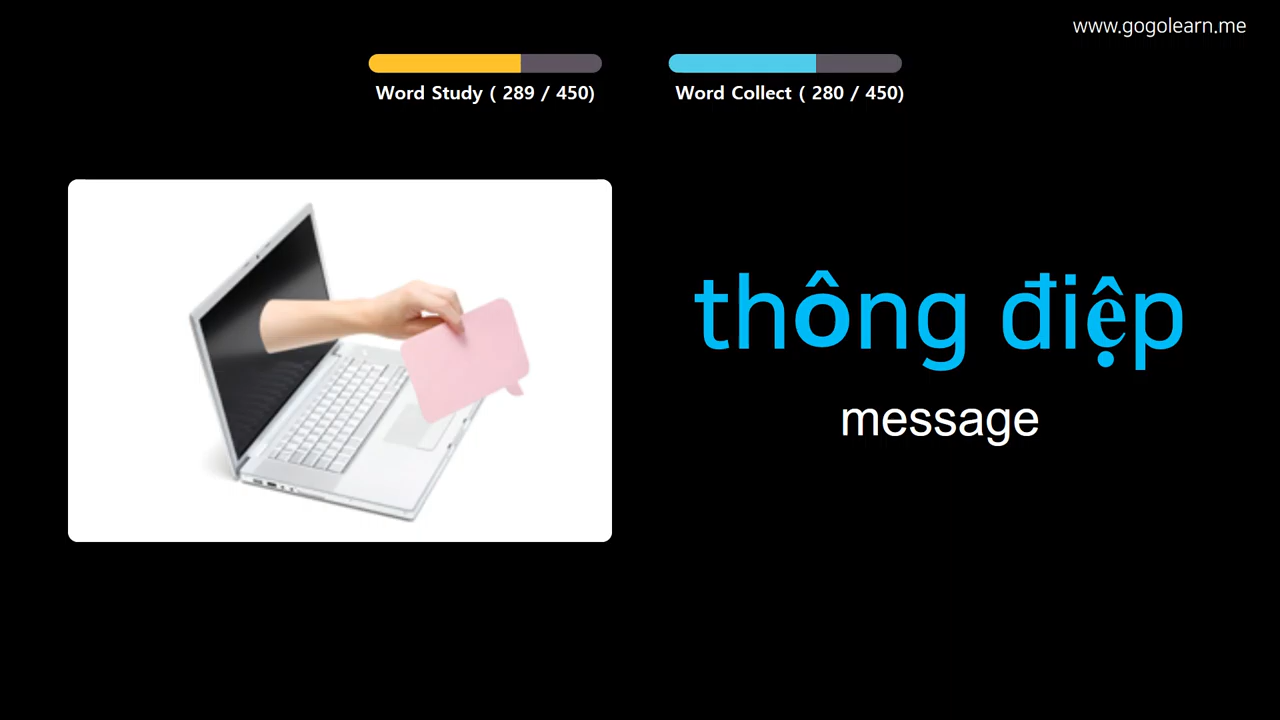 www.gogolearn.me
Word Study ( 289 / 450)
Word Collect ( 280 / 450)
thông điệp
message